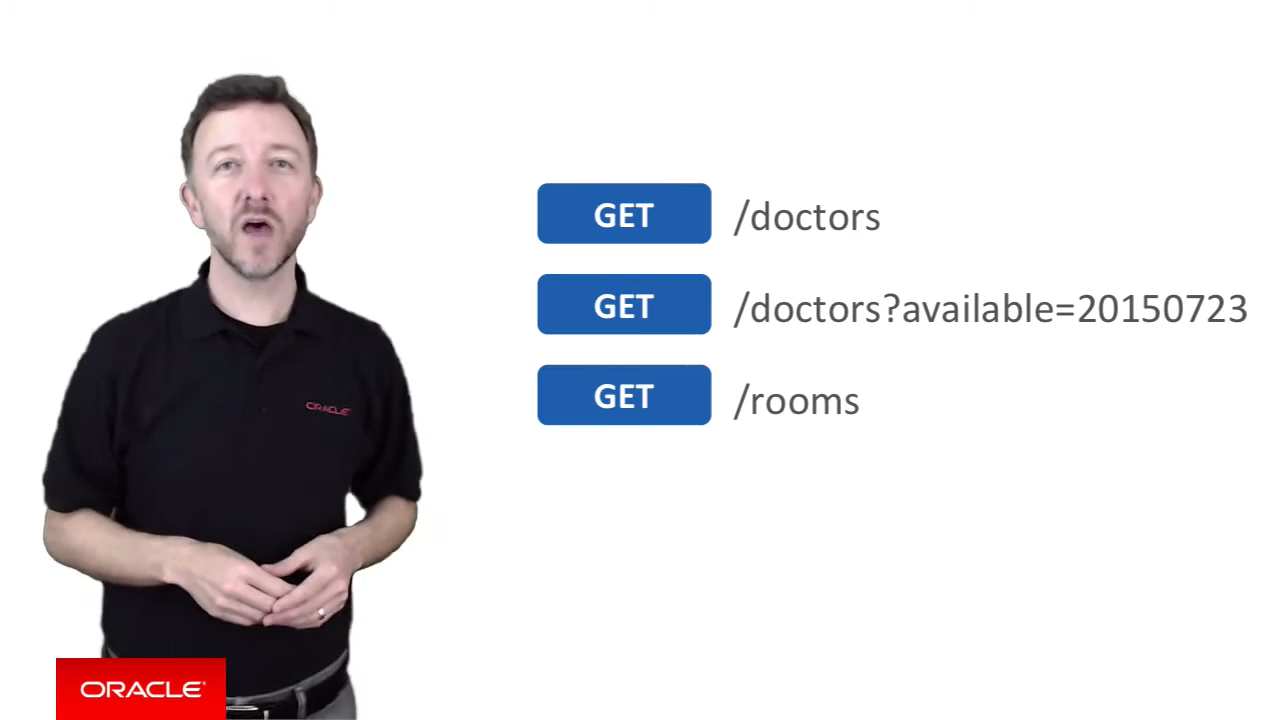 GET /doctors
GET /doctors?available=20150723
GET /rooms
ORACLE
ORACLE